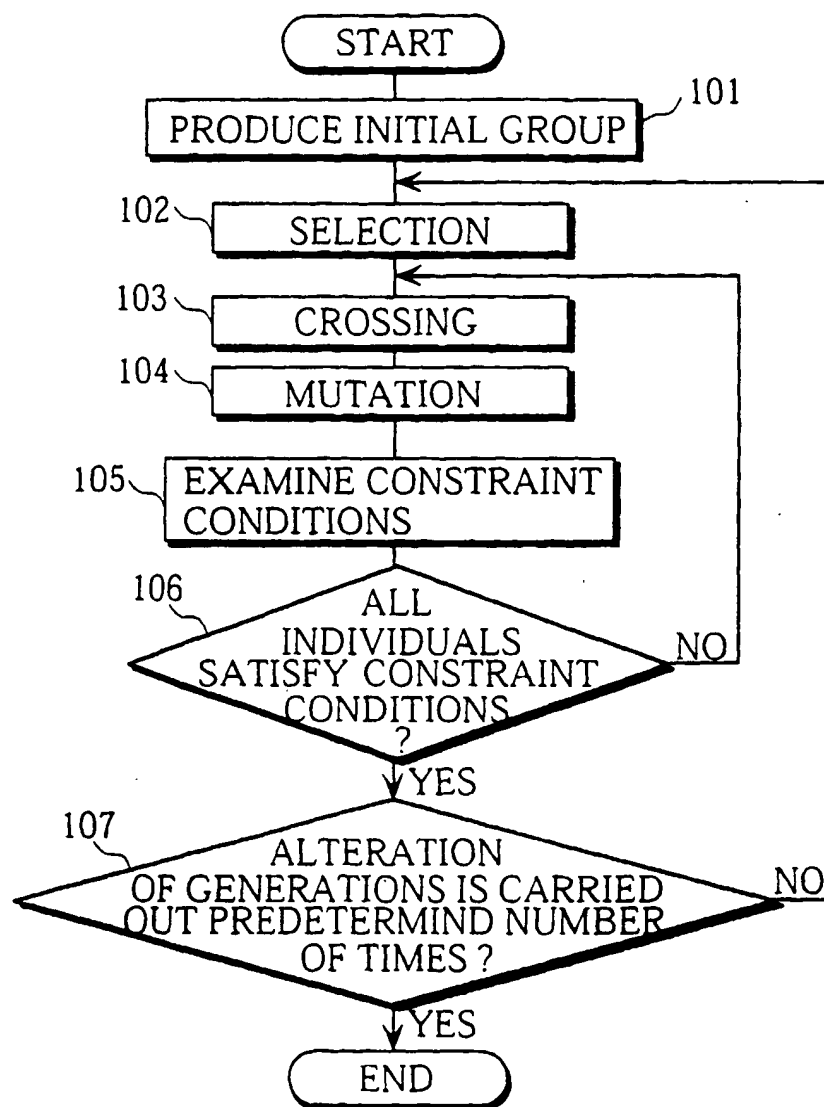 START
101
PRODUCE INITIAL GROUP
102
SELECTION
103
CROSSING
104
MUTATION
105
EXAMINE CONSTRAINT
CONDITIONS
106
ALL
INDIVIDUALS
SATISFY CONSTRAINT
CONDITIONS
?
NO
YES
107
ALTERATION
OF GENERATIONS IS CARRIED
OUT PREDETERMIND NUMBER
OF TIMES ?
NO
YES
END